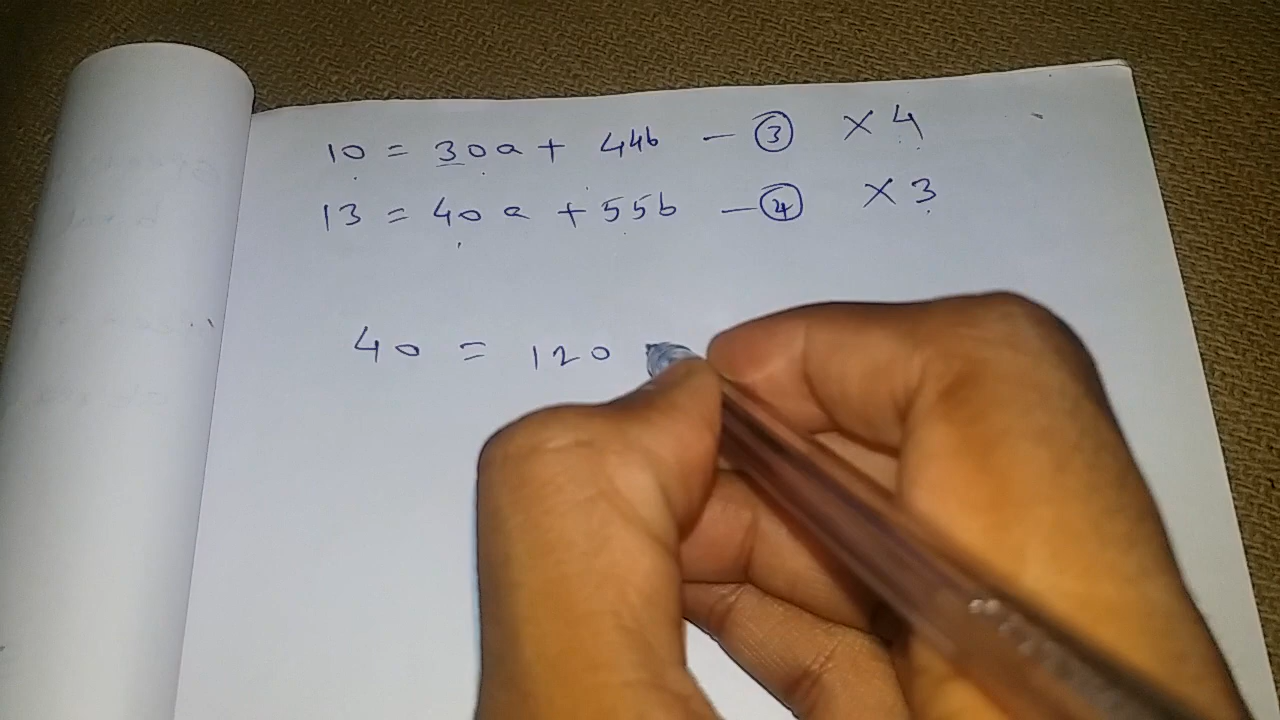 10 = 30a + 44b — ③ × 4
13 = 40a + 55b — ④ × 3
40 = 120